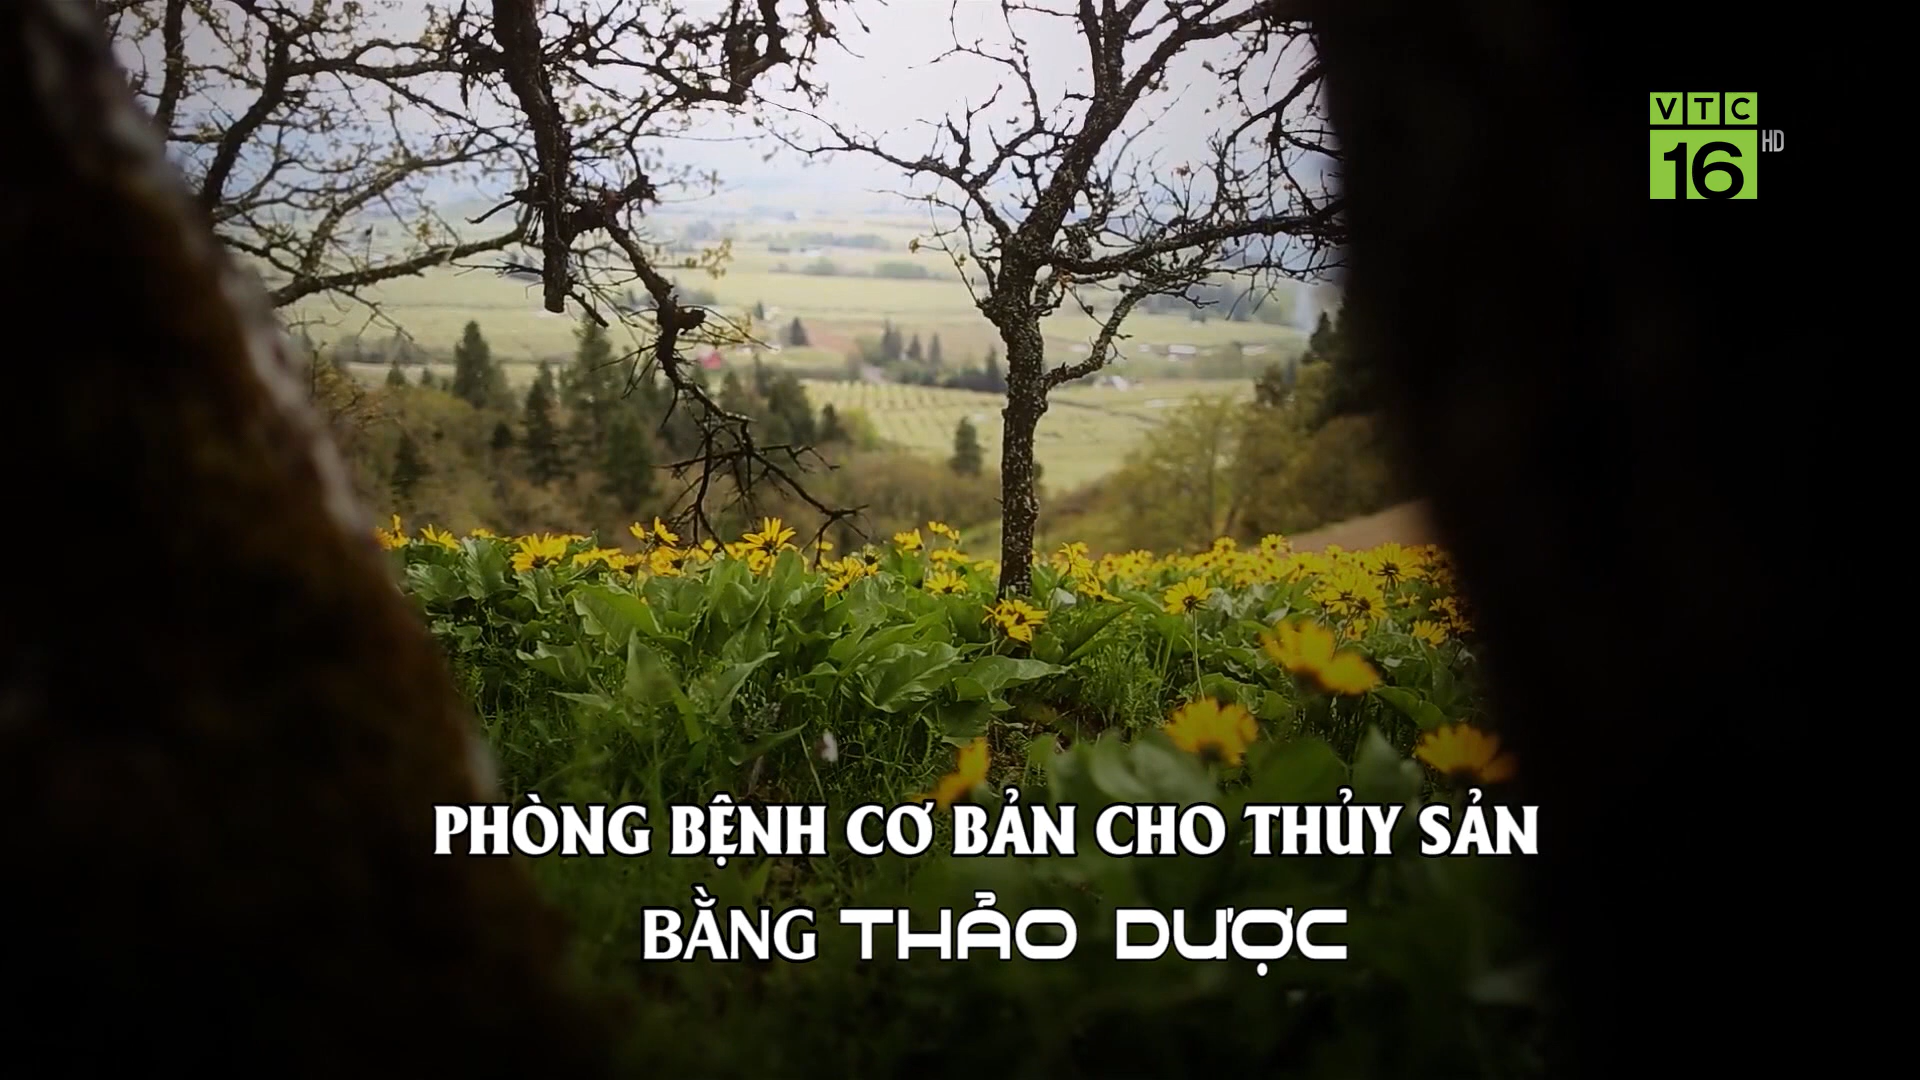 VTC
16 HD
PHÒNG BỆNH CƠ BẢN CHO THỦY SẢN
BẰNG THẢO DƯỢC